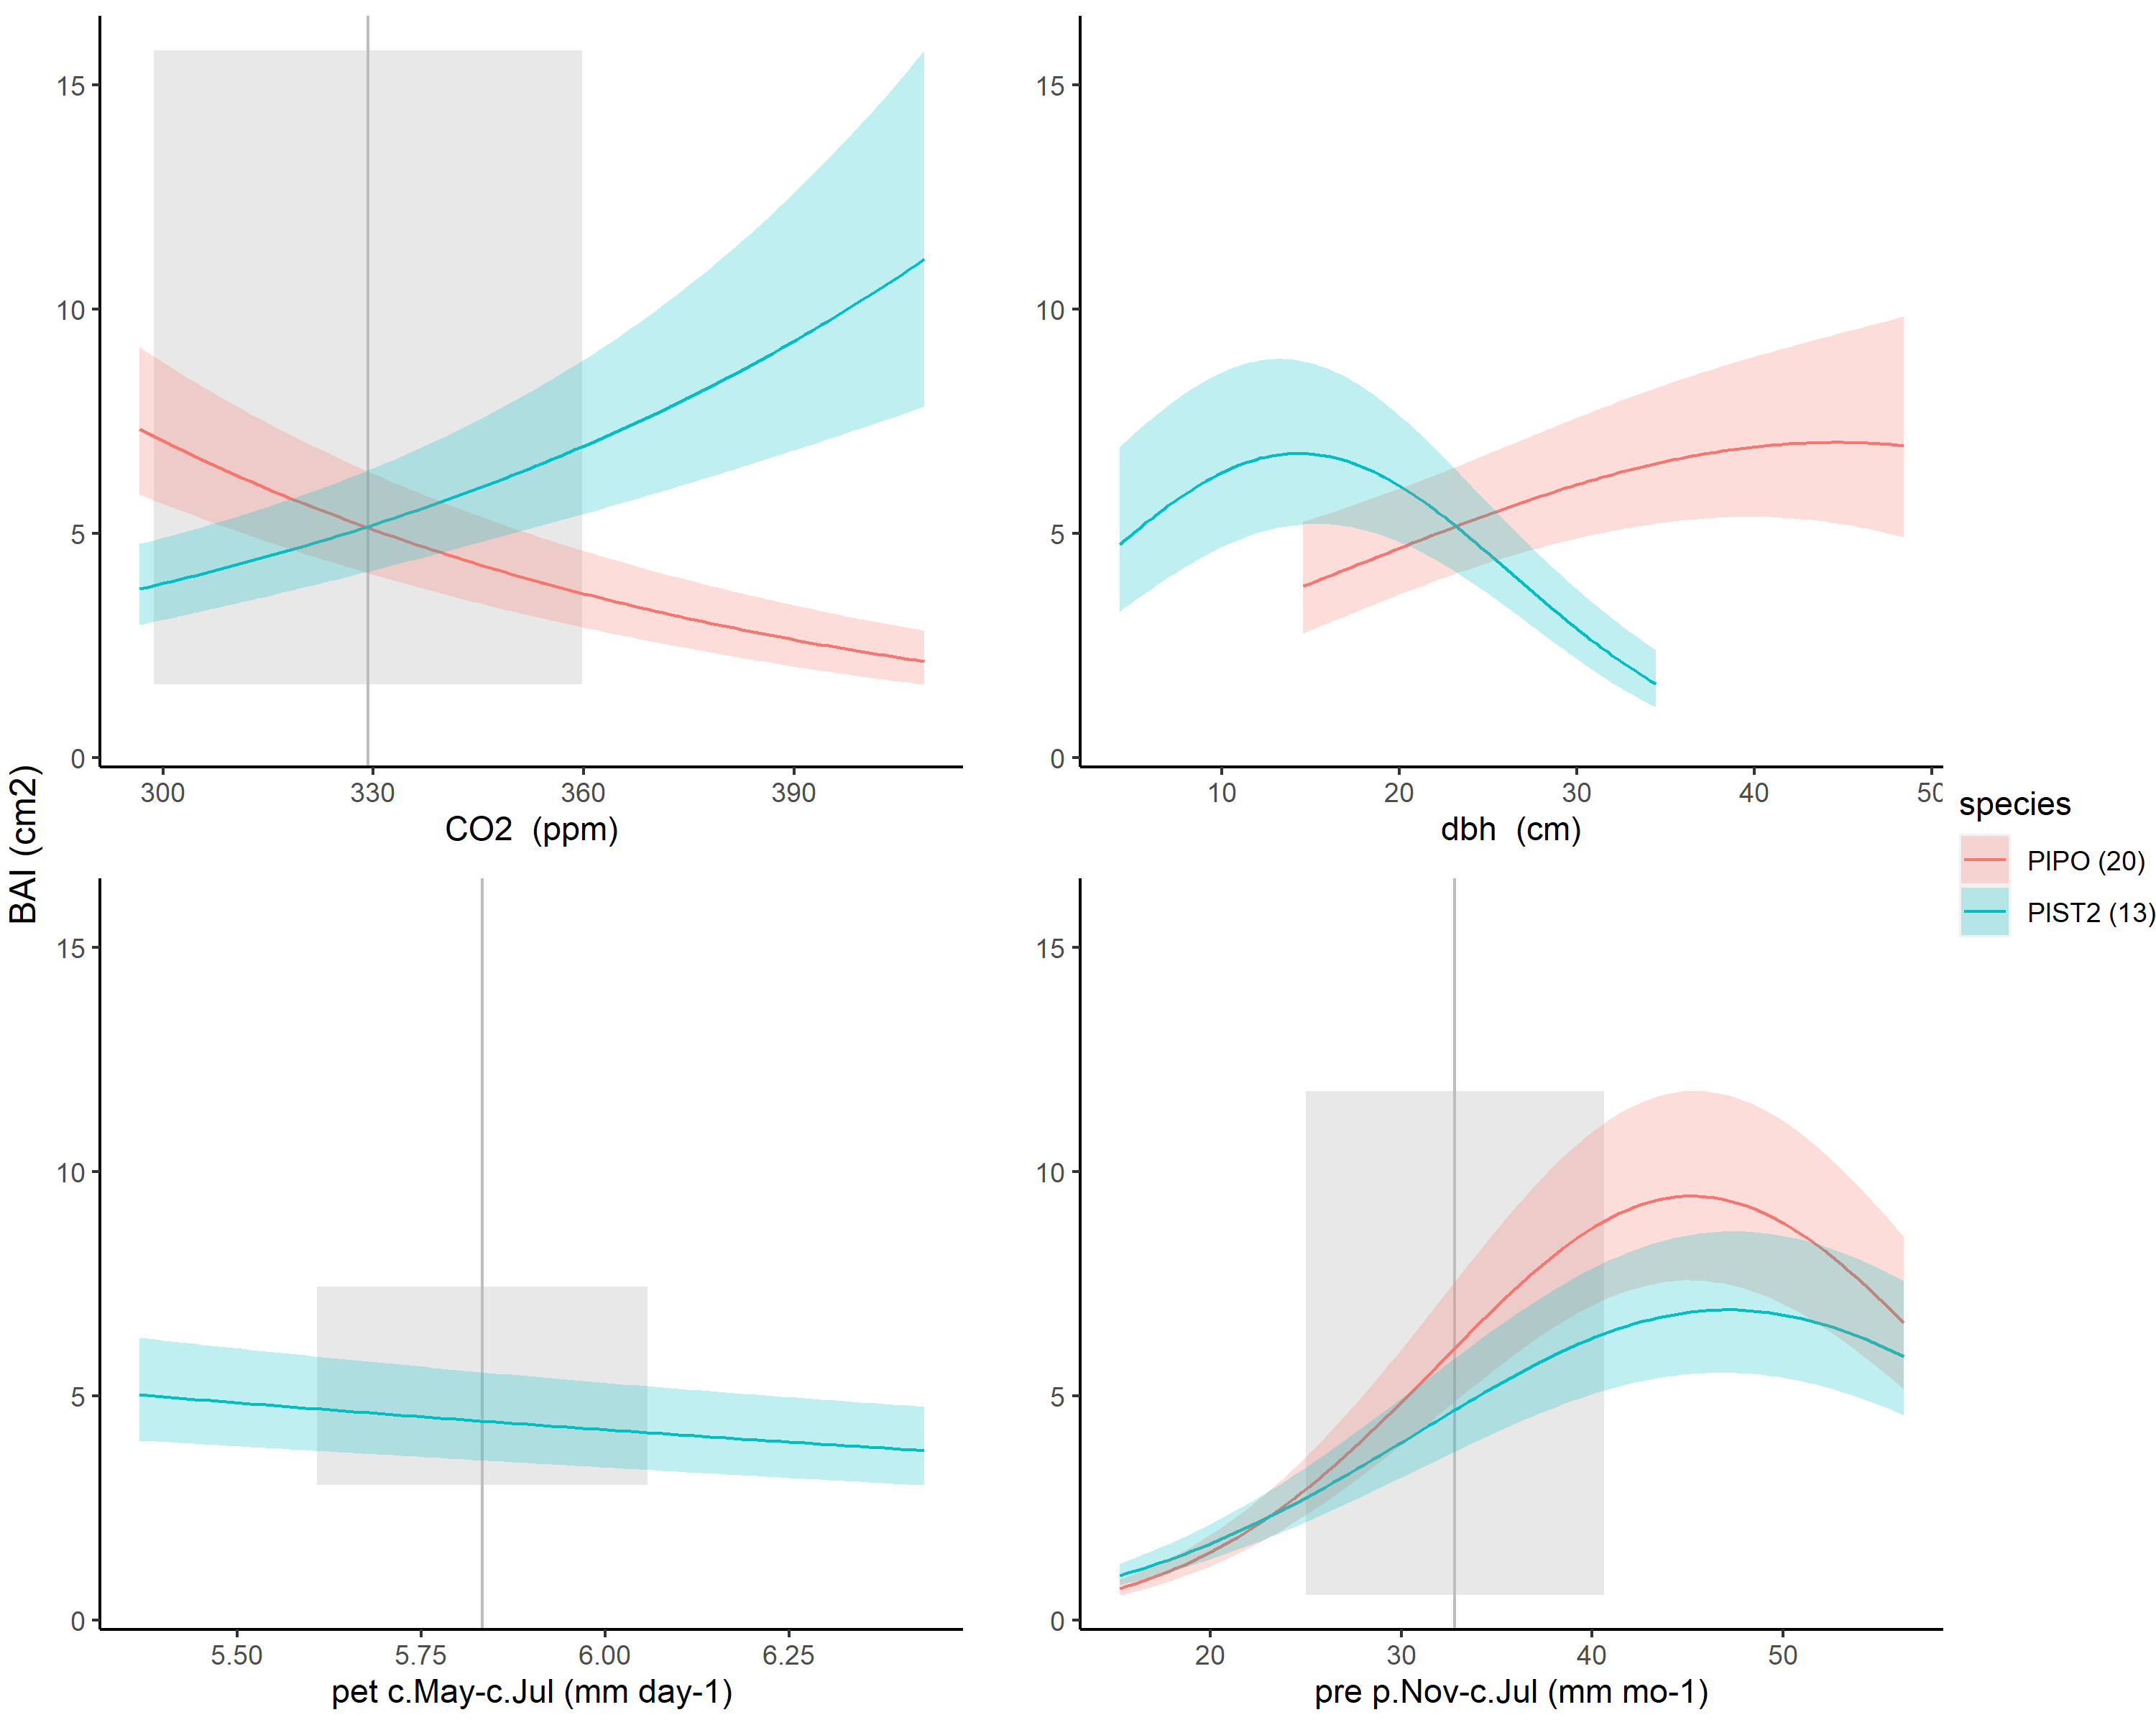 15
10
5
0
300 330 360 390
CO2 (ppm)
15
10
5
0
10 20 30 40 50
dbh (cm)
BAI (cm2)
species
PIPO (20)
PIST2 (13)
15
10
5
0
5.50 5.75 6.00 6.25
pet c.May-c.Jul (mm day-1)
15
10
5
0
20 30 40 50
pre p.Nov-c.Jul (mm mo-1)